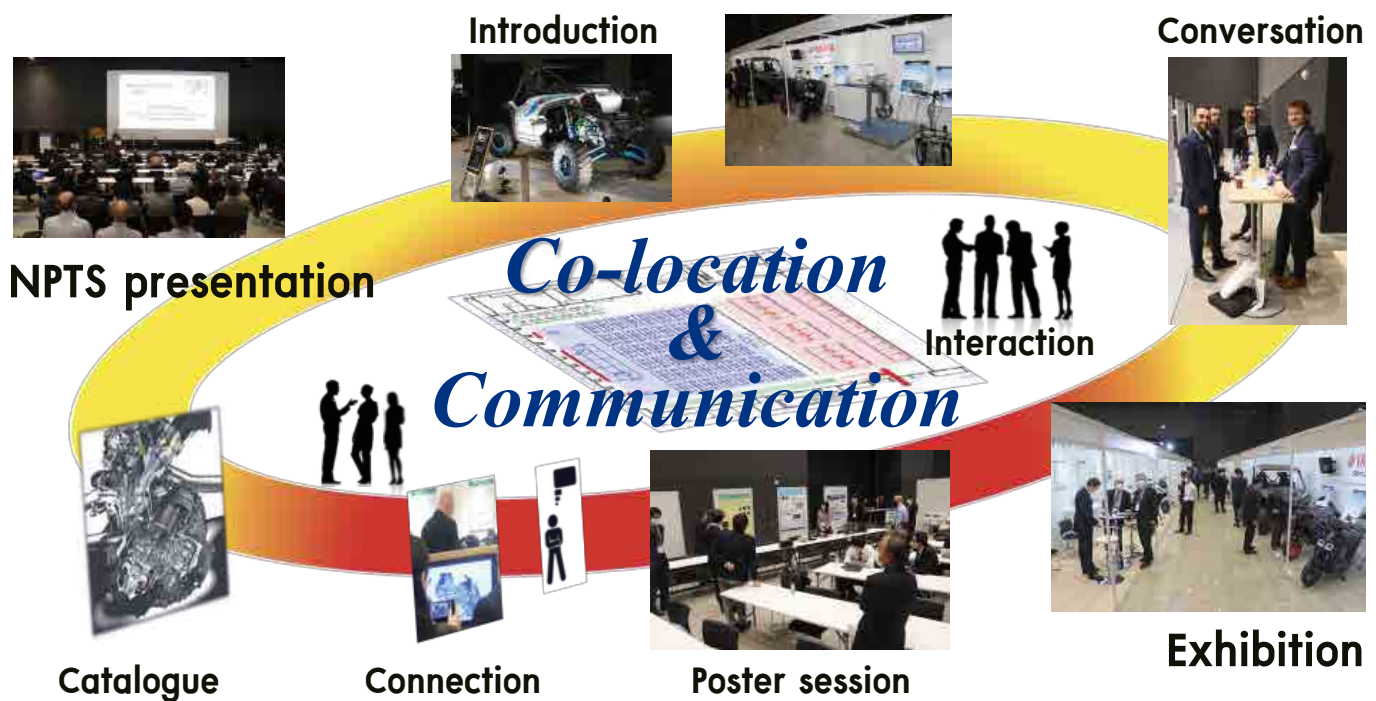 Introduction
Conversation
NPTS presentation
Co-location
&
Communication
Interaction
Exhibition
Catalogue
Connection
Poster session